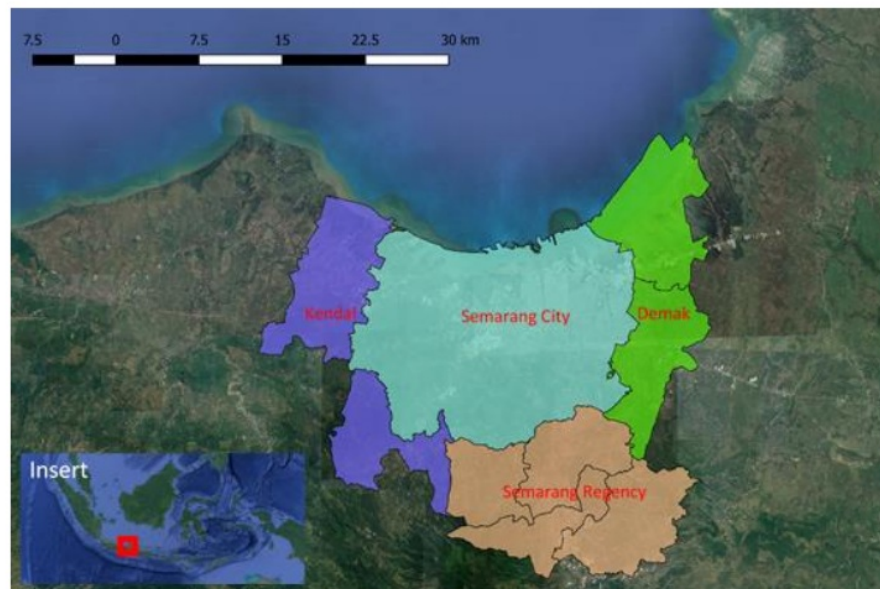 7.5 0 7.5 15 22.5 30 km
Kendal
Semarang City
Demak
Insert
Semarang Regency